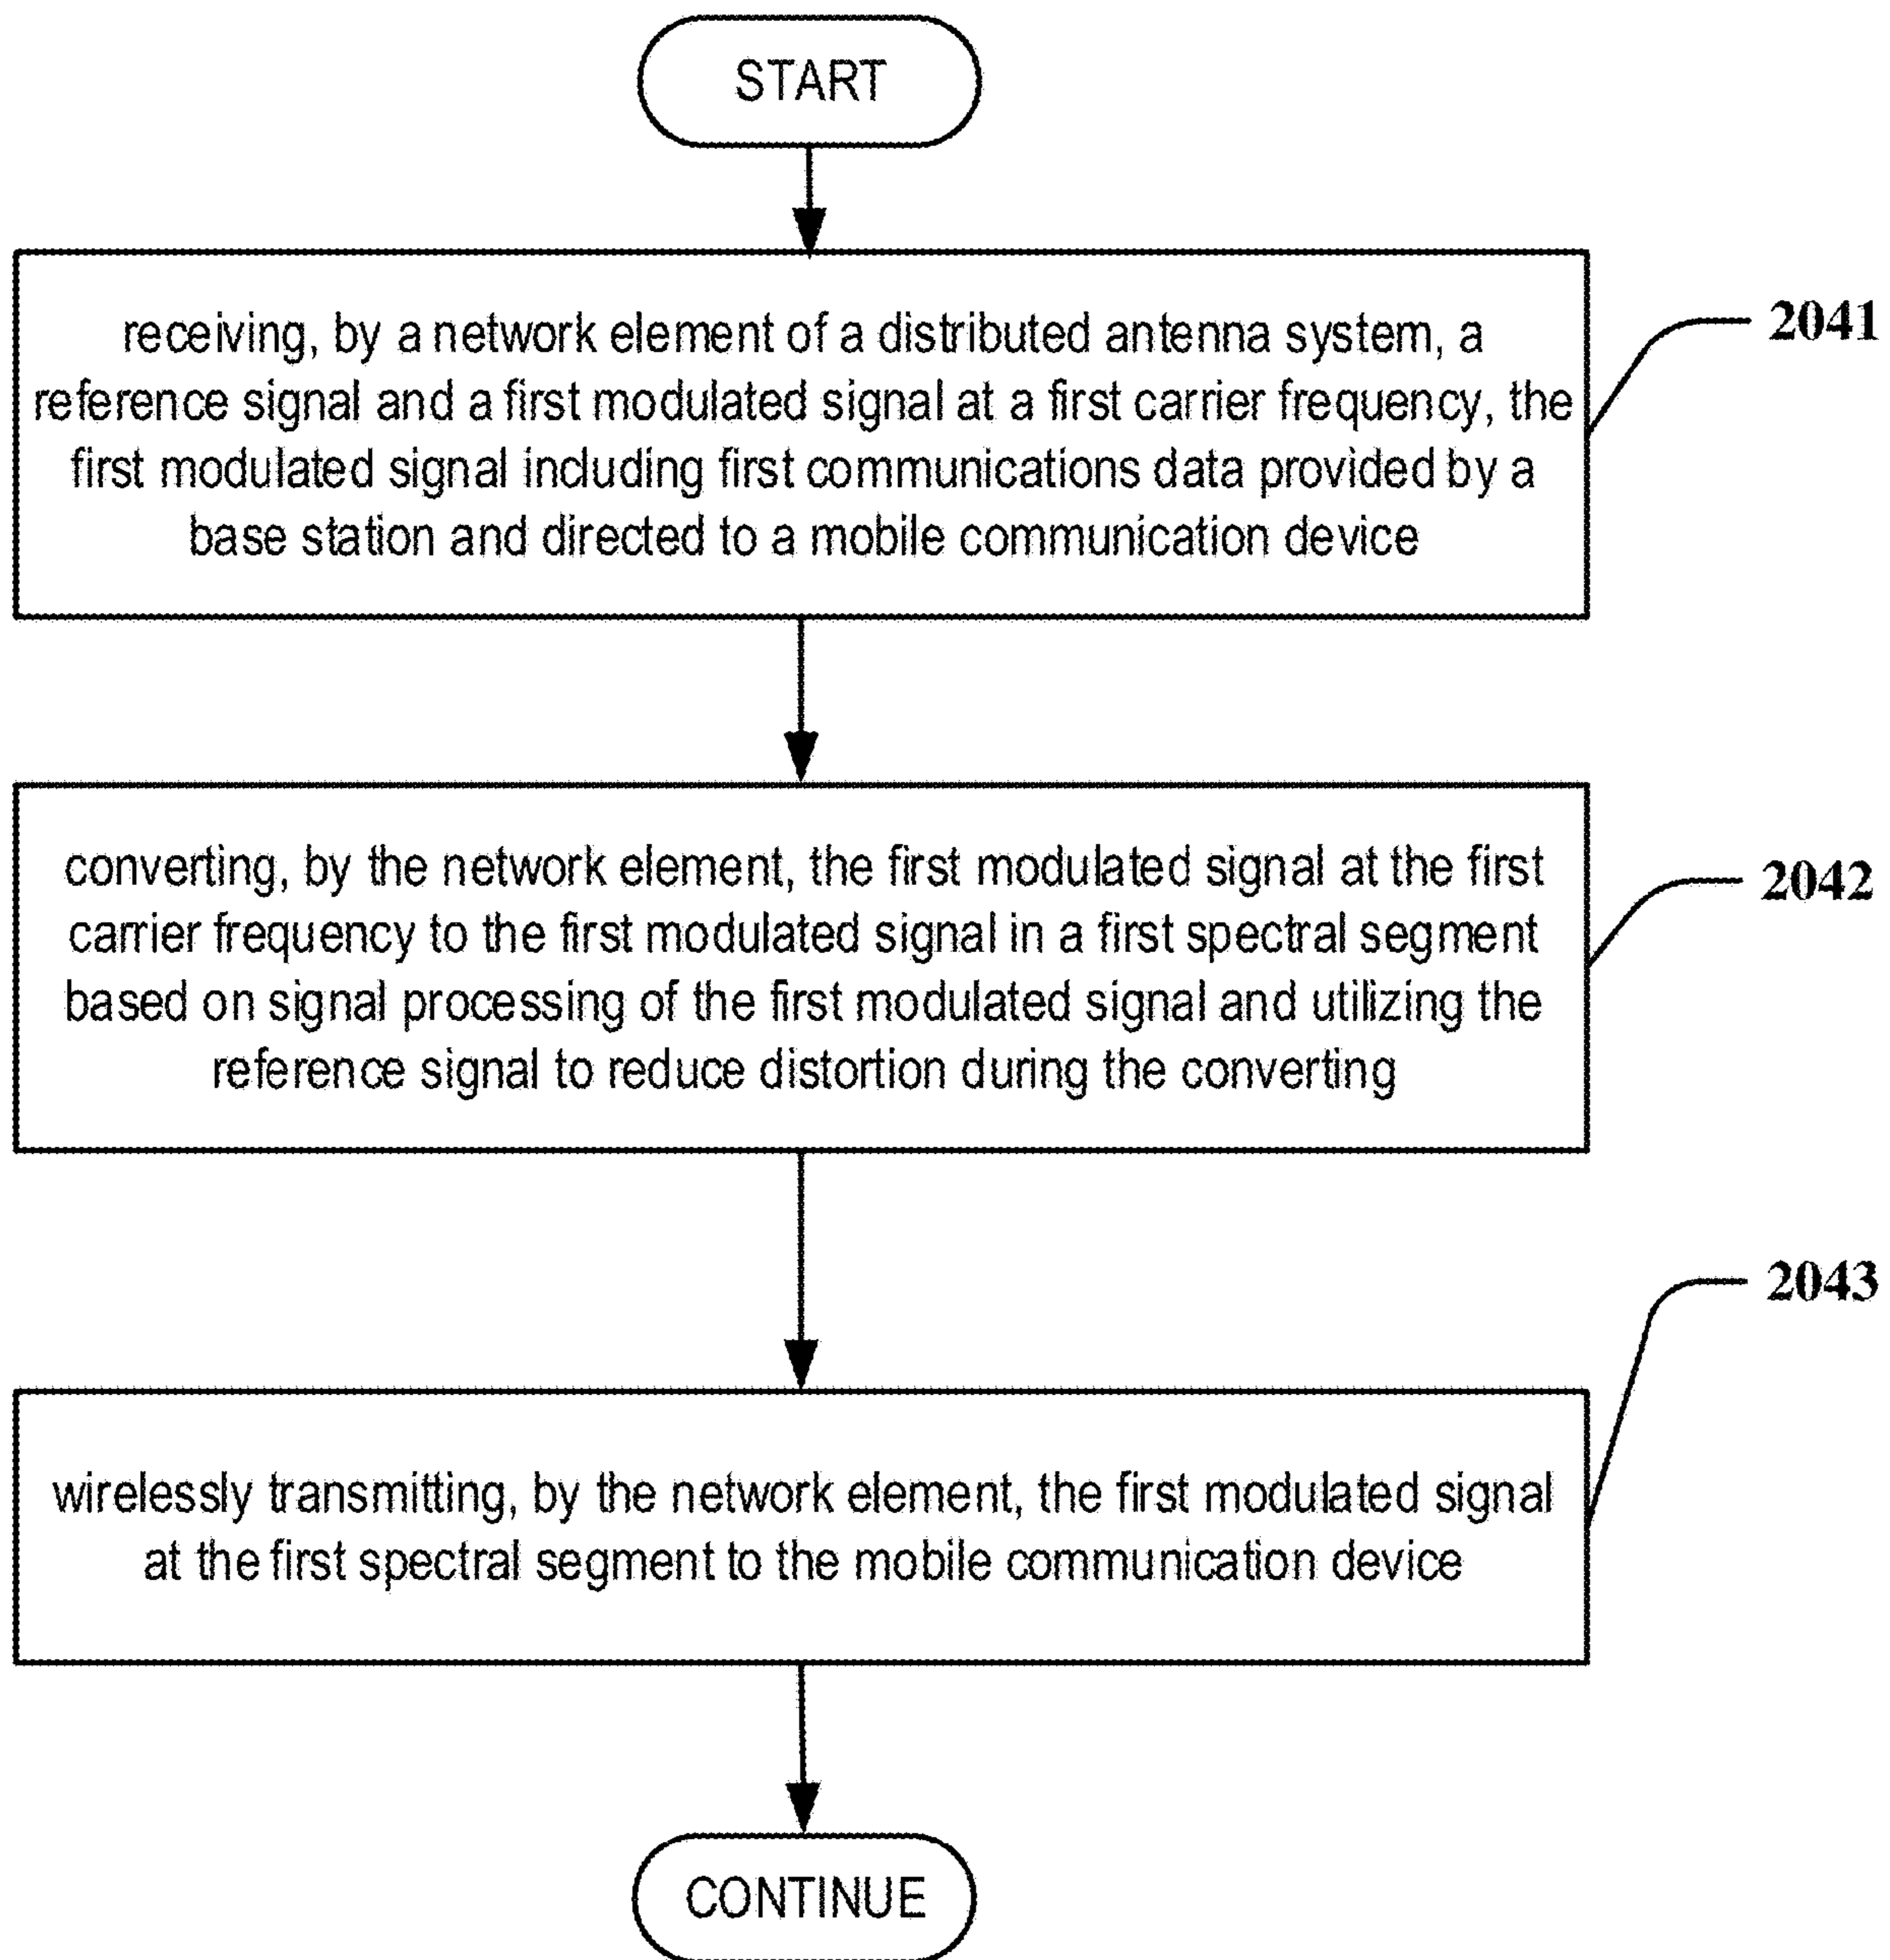 START
receiving, by a network element of a distributed antenna system, a
reference signal and a first modulated signal at a first carrier frequency, the
first modulated signal including first communications data provided by a
base station and directed to a mobile communication device
2041
converting, by the network element, the first modulated signal at the first
carrier frequency to the first modulated signal in a first spectral segment
based on signal processing of the first modulated signal and utilizing the
reference signal to reduce distortion during the converting
2042
wirelessly transmitting, by the network element, the first modulated signal
at the first spectral segment to the mobile communication device
2043
CONTINUE